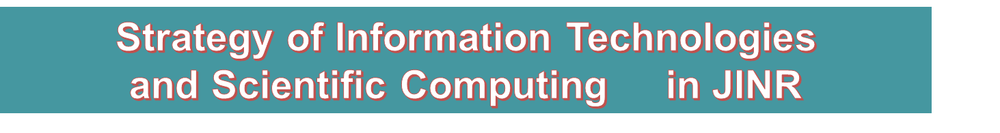 Strategy of Information Technologies
and Scientific Computing in JINR